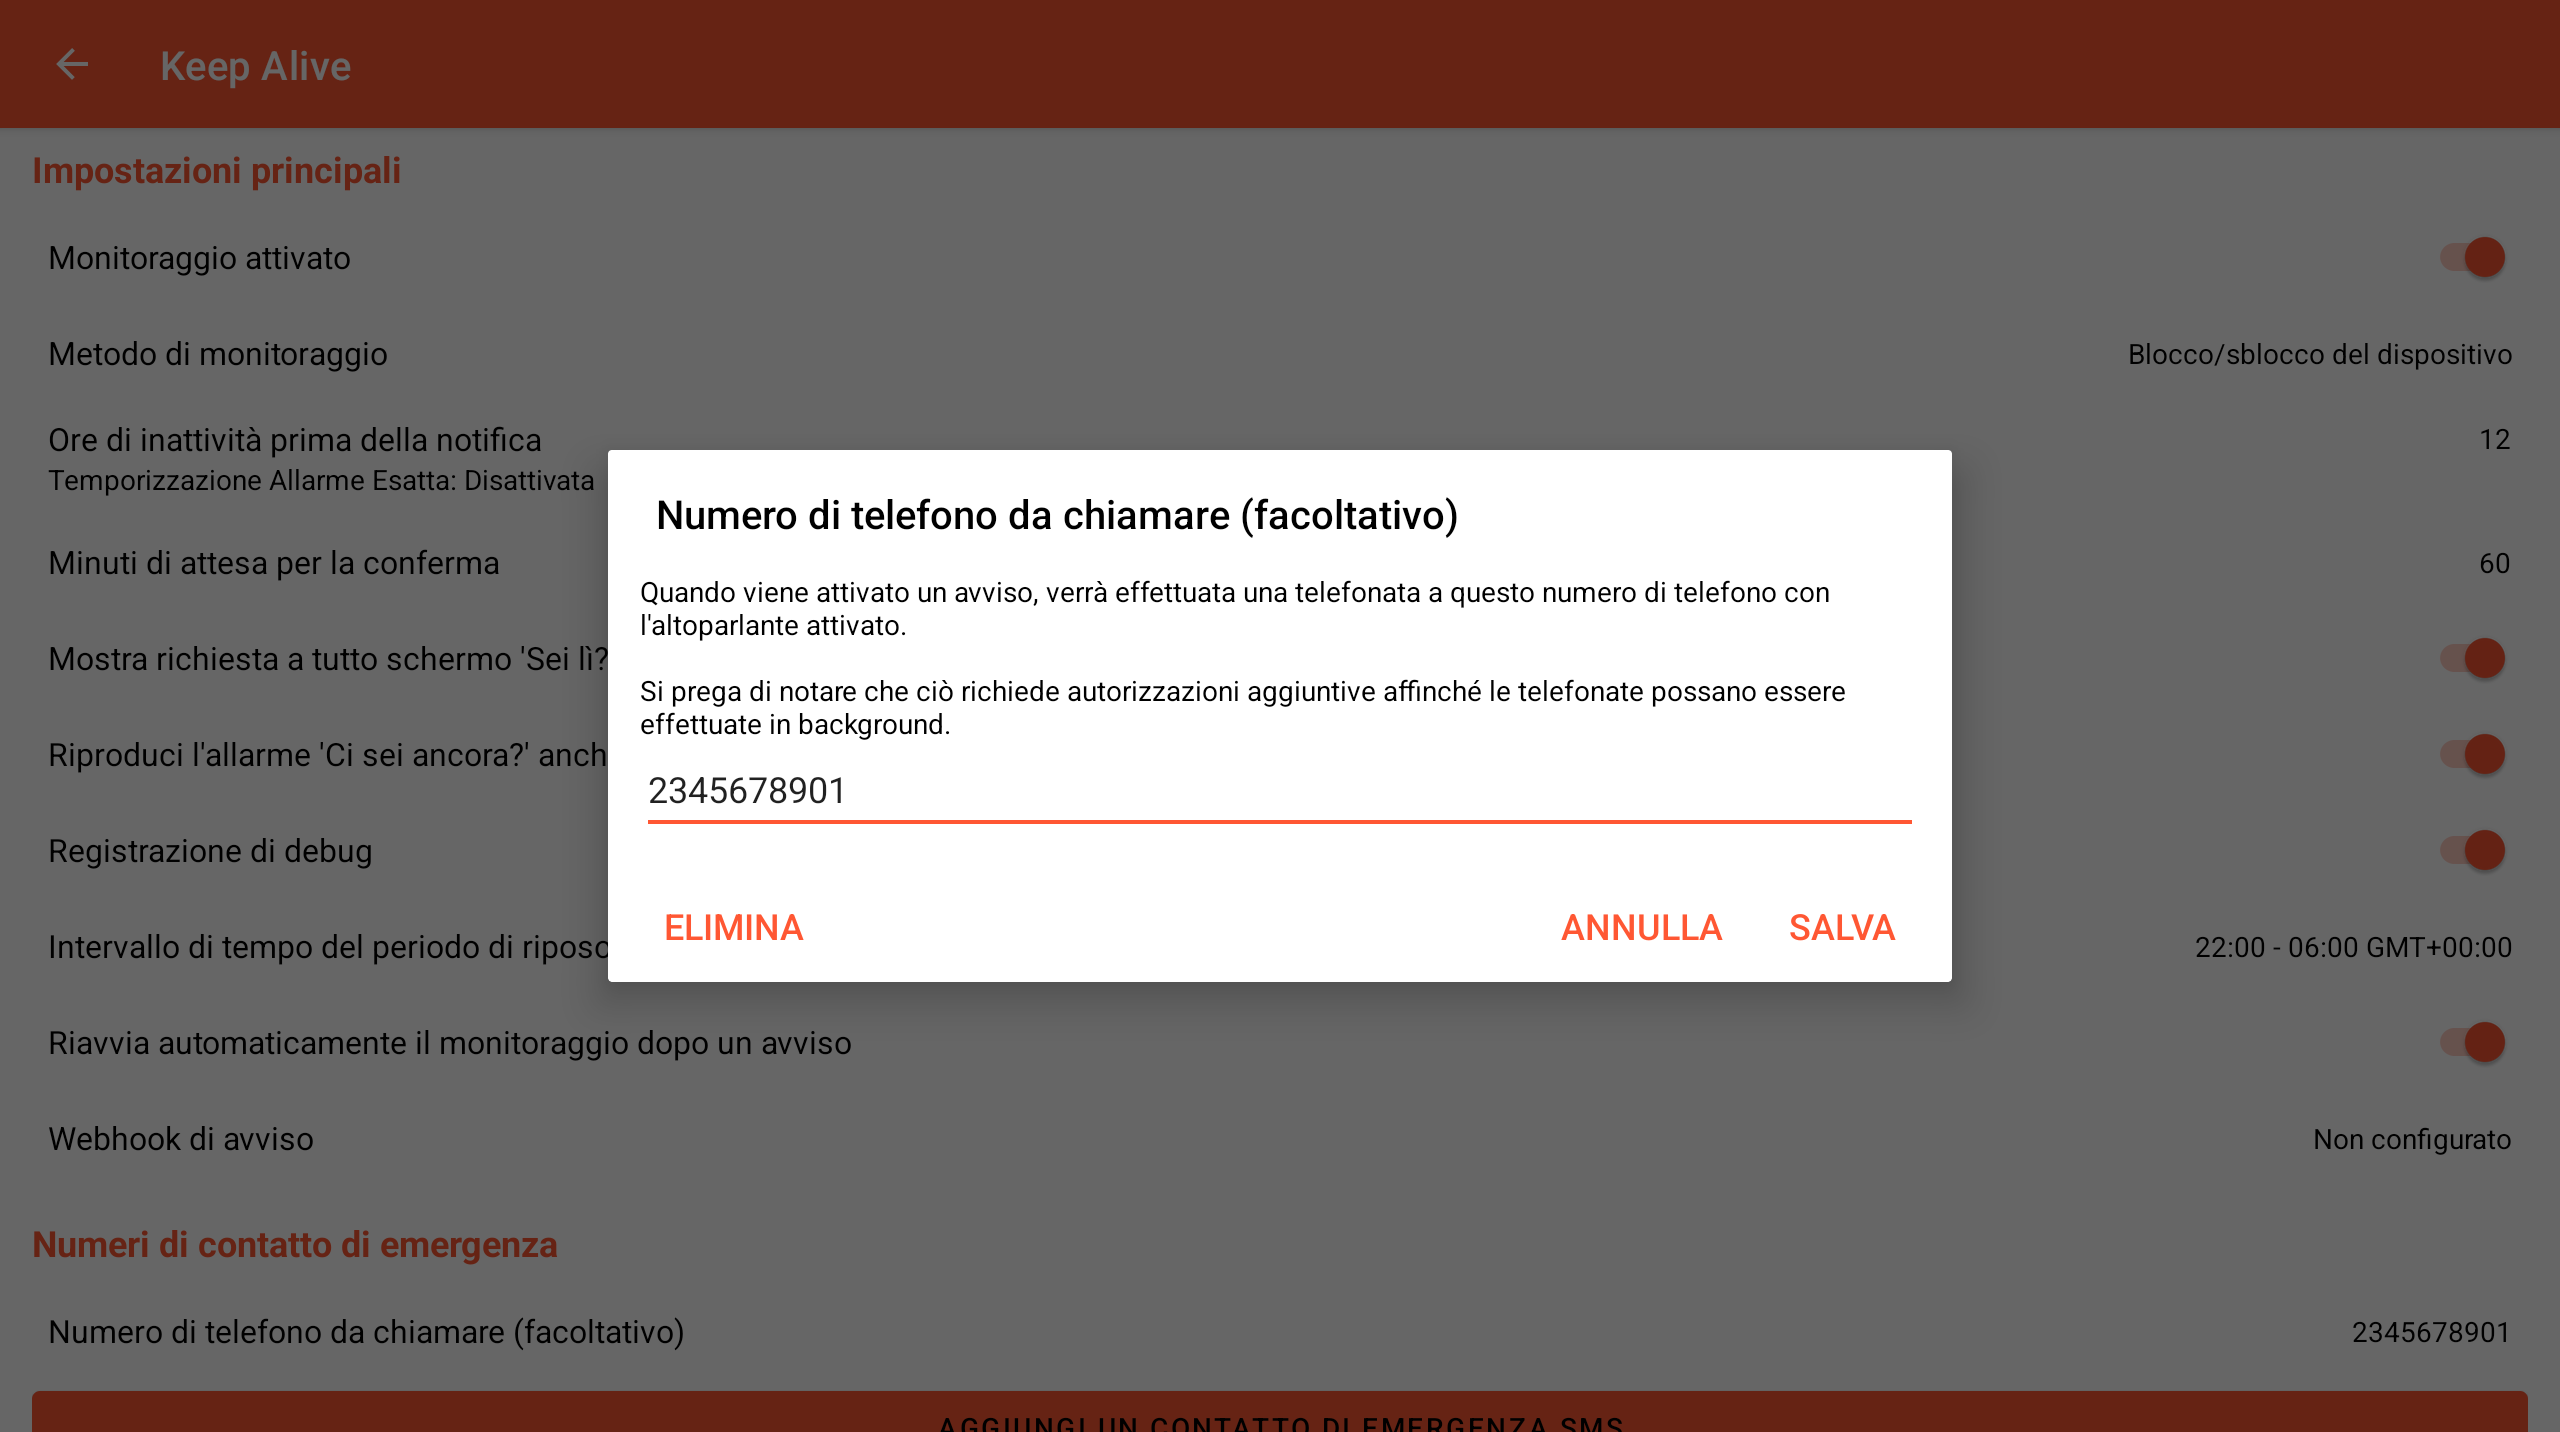 Keep Alive
Impostazioni principali
Monitoraggio attivato
Metodo di monitoraggio
Blocco/sblocco del dispositivo
Ore di inattività prima della notifica
12
Temporizzazione Allarme Esatta: Disattivata
Minuti di attesa per la conferma
60
Mostra richiesta a tutto schermo 'Sei lì?
Riproduci l'allarme 'Ci sei ancora?' anch
Registrazione di debug
Intervallo di tempo del periodo di riposo
22:00 - 06:00 GMT+00:00
Riavvia automaticamente il monitoraggio dopo un avviso
Webhook di avviso
Non configurato
Numeri di contatto di emergenza
Numero di telefono da chiamare (facoltativo)
2345678901
AGGIUNGI UN CONTATTO DI EMERGENZA SMS
Numero di telefono da chiamare (facoltativo)
Quando viene attivato un avviso, verrà effettuata una telefonata a questo numero di telefono con
l'altoparlante attivato.
Si prega di notare che ciò richiede autorizzazioni aggiuntive affinché le telefonate possano essere
effettuate in background.
2345678901
ELIMINA
ANNULLA
SALVA